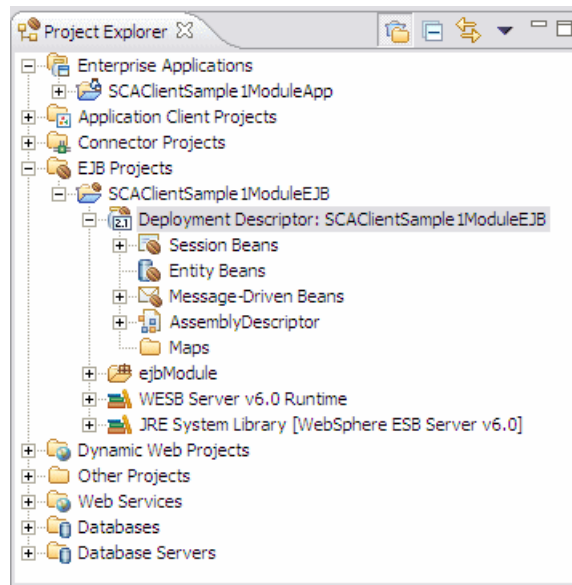 Project Explorer
Enterprise Applications
SCAClientSample1ModuleApp
Application Client Projects
Connector Projects
EJB Projects
SCAClientSample1ModuleEJB
2.1 Deployment Descriptor: SCAClientSample1ModuleEJB
Session Beans
Entity Beans
Message-Driven Beans
AssemblyDescriptor
Maps
ejbModule
WESB Server v6.0 Runtime
JRE System Library [WebSphere ESB Server v6.0]
Dynamic Web Projects
Other Projects
Web Services
Databases
Database Servers